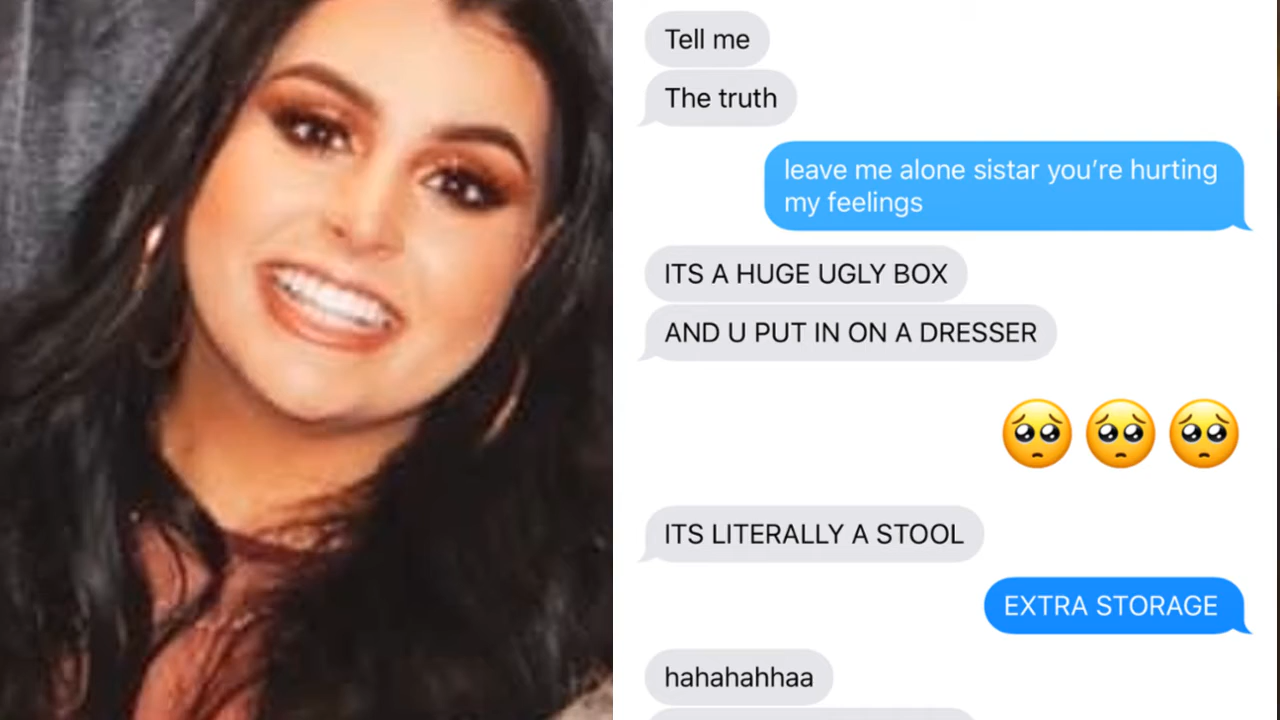 Tell me
The truth
leave me alone sistar you’re hurting
my feelings
ITS A HUGE UGLY BOX
AND U PUT IN ON A DRESSER
🥺 🥺 🥺
ITS LITERALLY A STOOL
EXTRA STORAGE
hahahahhaa